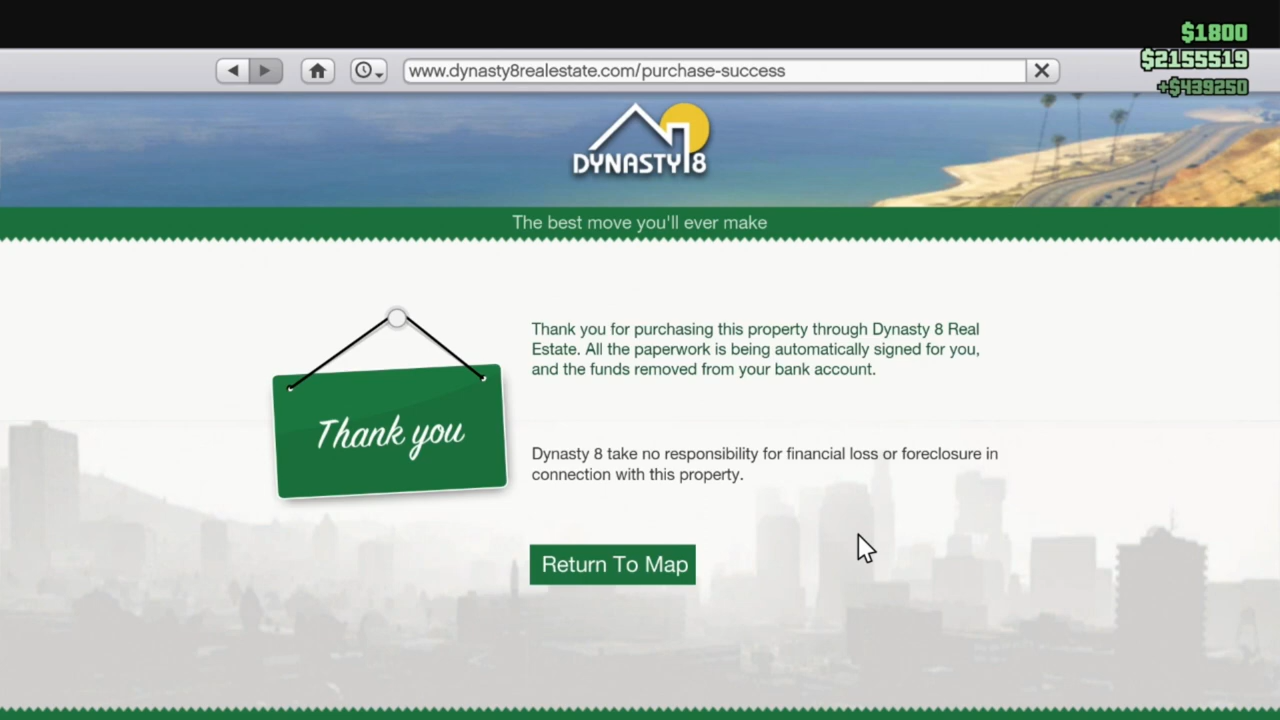 $1800
www.dynasty8realestate.com/purchase-success
$2155519
+$439250
DYNASTY 8
The best move you'll ever make
Thank you for purchasing this property through Dynasty 8 Real
Estate. All the paperwork is being automatically signed for you,
and the funds removed from your bank account.
Thank you
Dynasty 8 take no responsibility for financial loss or foreclosure in
connection with this property.
Return To Map